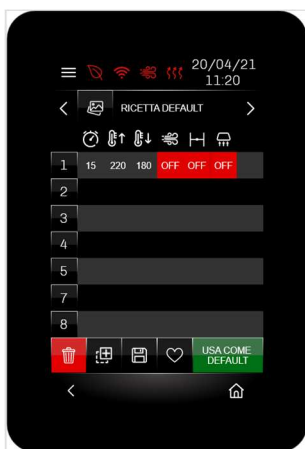 20/04/21
11:20
RICETTA DEFAULT
1 15 220 180 OFF OFF OFF
2
3
4
5
7
8
USA COME
DEFAULT